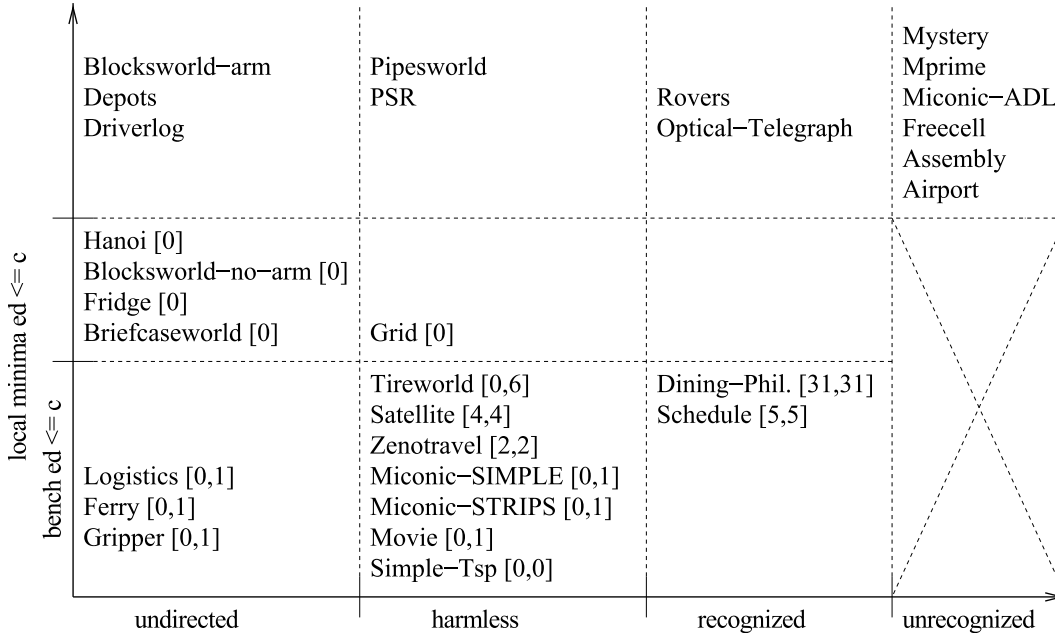 Mystery
Blocksworld−arm Pipesworld Mprime
Depots PSR Rovers Miconic−ADL
Driverlog Optical−Telegraph Freecell
Assembly
Airport
Hanoi [0]
Blocksworld−no−arm [0]
Fridge [0]
Briefcaseworld [0] Grid [0]
Tireworld [0,6] Dining−Phil. [31,31]
Satellite [4,4] Schedule [5,5]
Zenotravel [2,2]
Logistics [0,1] Miconic−SIMPLE [0,1]
Ferry [0,1] Miconic−STRIPS [0,1]
Gripper [0,1] Movie [0,1]
Simple−Tsp [0,0]
local minima ed <= c
bench ed <= c
undirected harmless recognized unrecognized